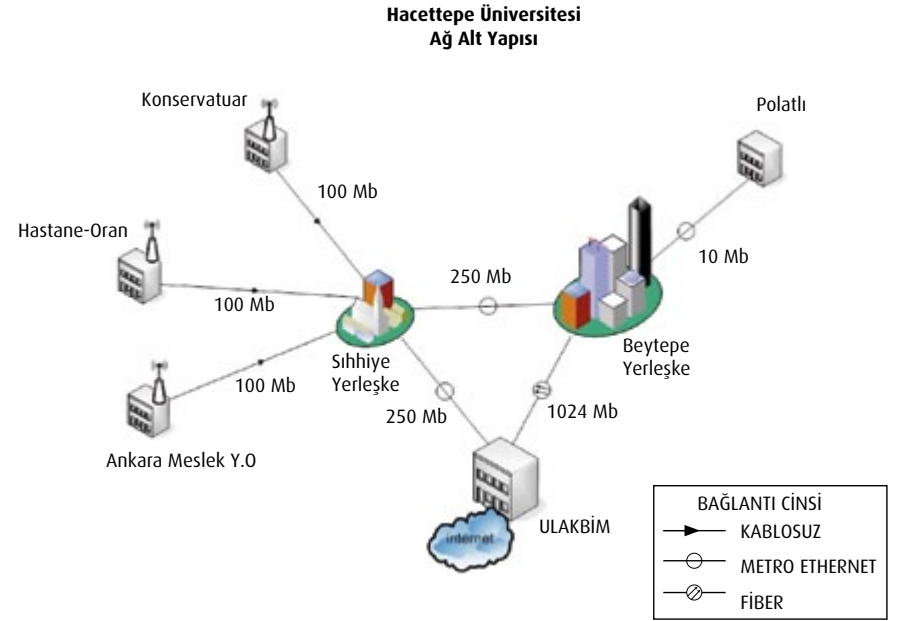 Hacettepe Üniversitesi
Ağ Alt Yapısı
Konservatuar
Polatlı
100 Mb
Hastane-Oran
10 Mb
250 Mb
100 Mb
Sıhhiye
Yerleşke
Beytepe
Yerleşke
100 Mb
250 Mb
1024 Mb
Ankara Meslek Y.O
ULAKBİM
internet
BAĞLANTI CİNSİ
KABLOSUZ
METRO ETHERNET
FİBER